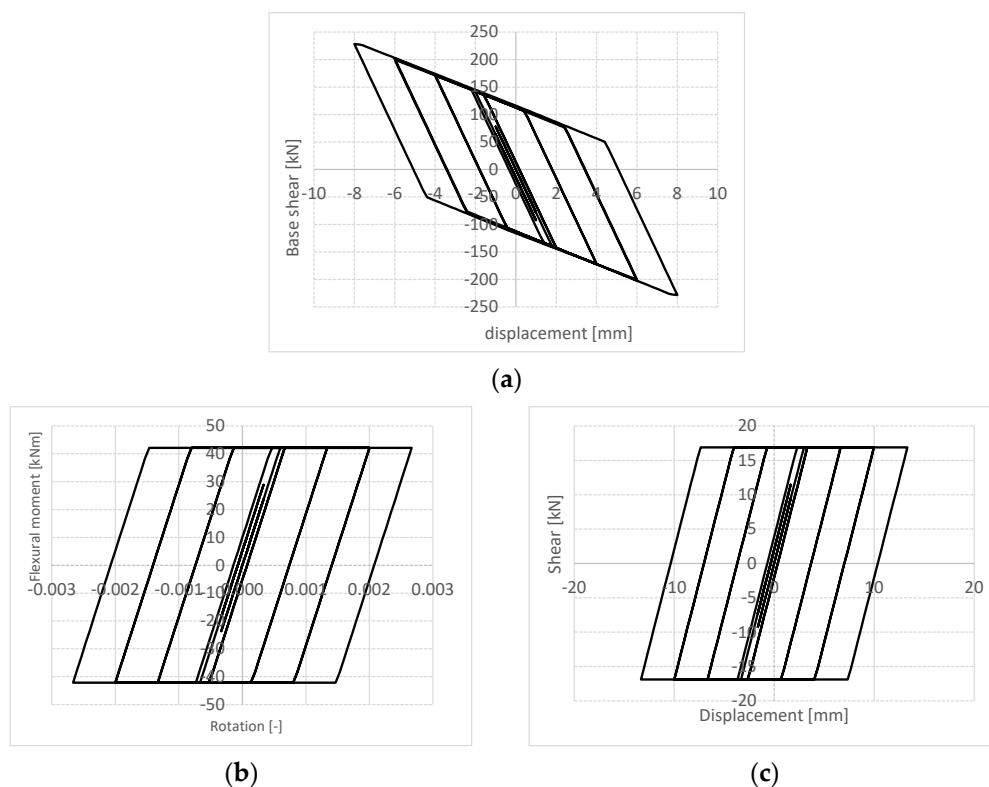 250
200
150
100
50
0
-50
-100
-150
-200
-250
-10 -8 -6 -4 -2 0 2 4 6 8 10
Base shear [kN]
displacement [mm]
(a)
50
40
30
20
10
0
-10
-20
-30
-40
-50
-0.003 -0.002 -0.001 0.000 0.001 0.002 0.003
Flexural moment [kNm]
Rotation [-]
(b)
20
15
10
5
0
-5
-10
-15
-20
-20 -10 0 10 20
Shear [kN]
Displacement [mm]
(c)